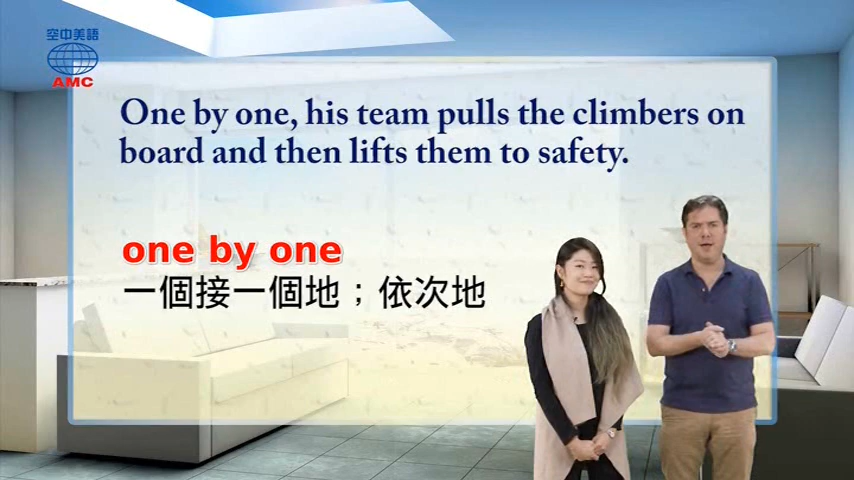 空中美語
AMC
One by one, his team pulls the climbers on
board and then lifts them to safety.
one by one
一個接一個地；依次地